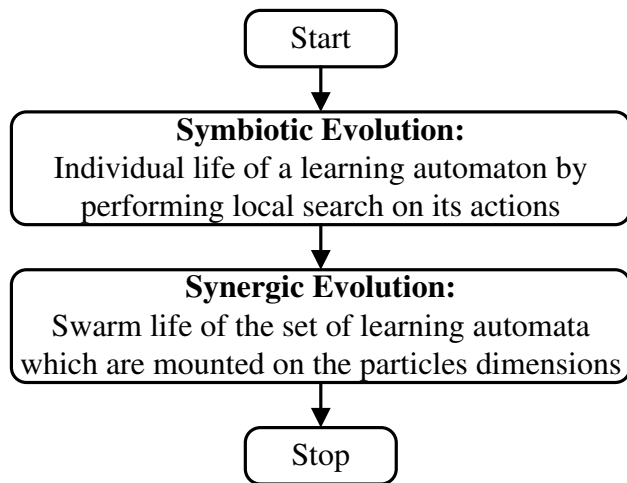 Start
Symbiotic Evolution:
Individual life of a learning automaton by
performing local search on its actions
Synergic Evolution:
Swarm life of the set of learning automata
which are mounted on the particles dimensions
Stop